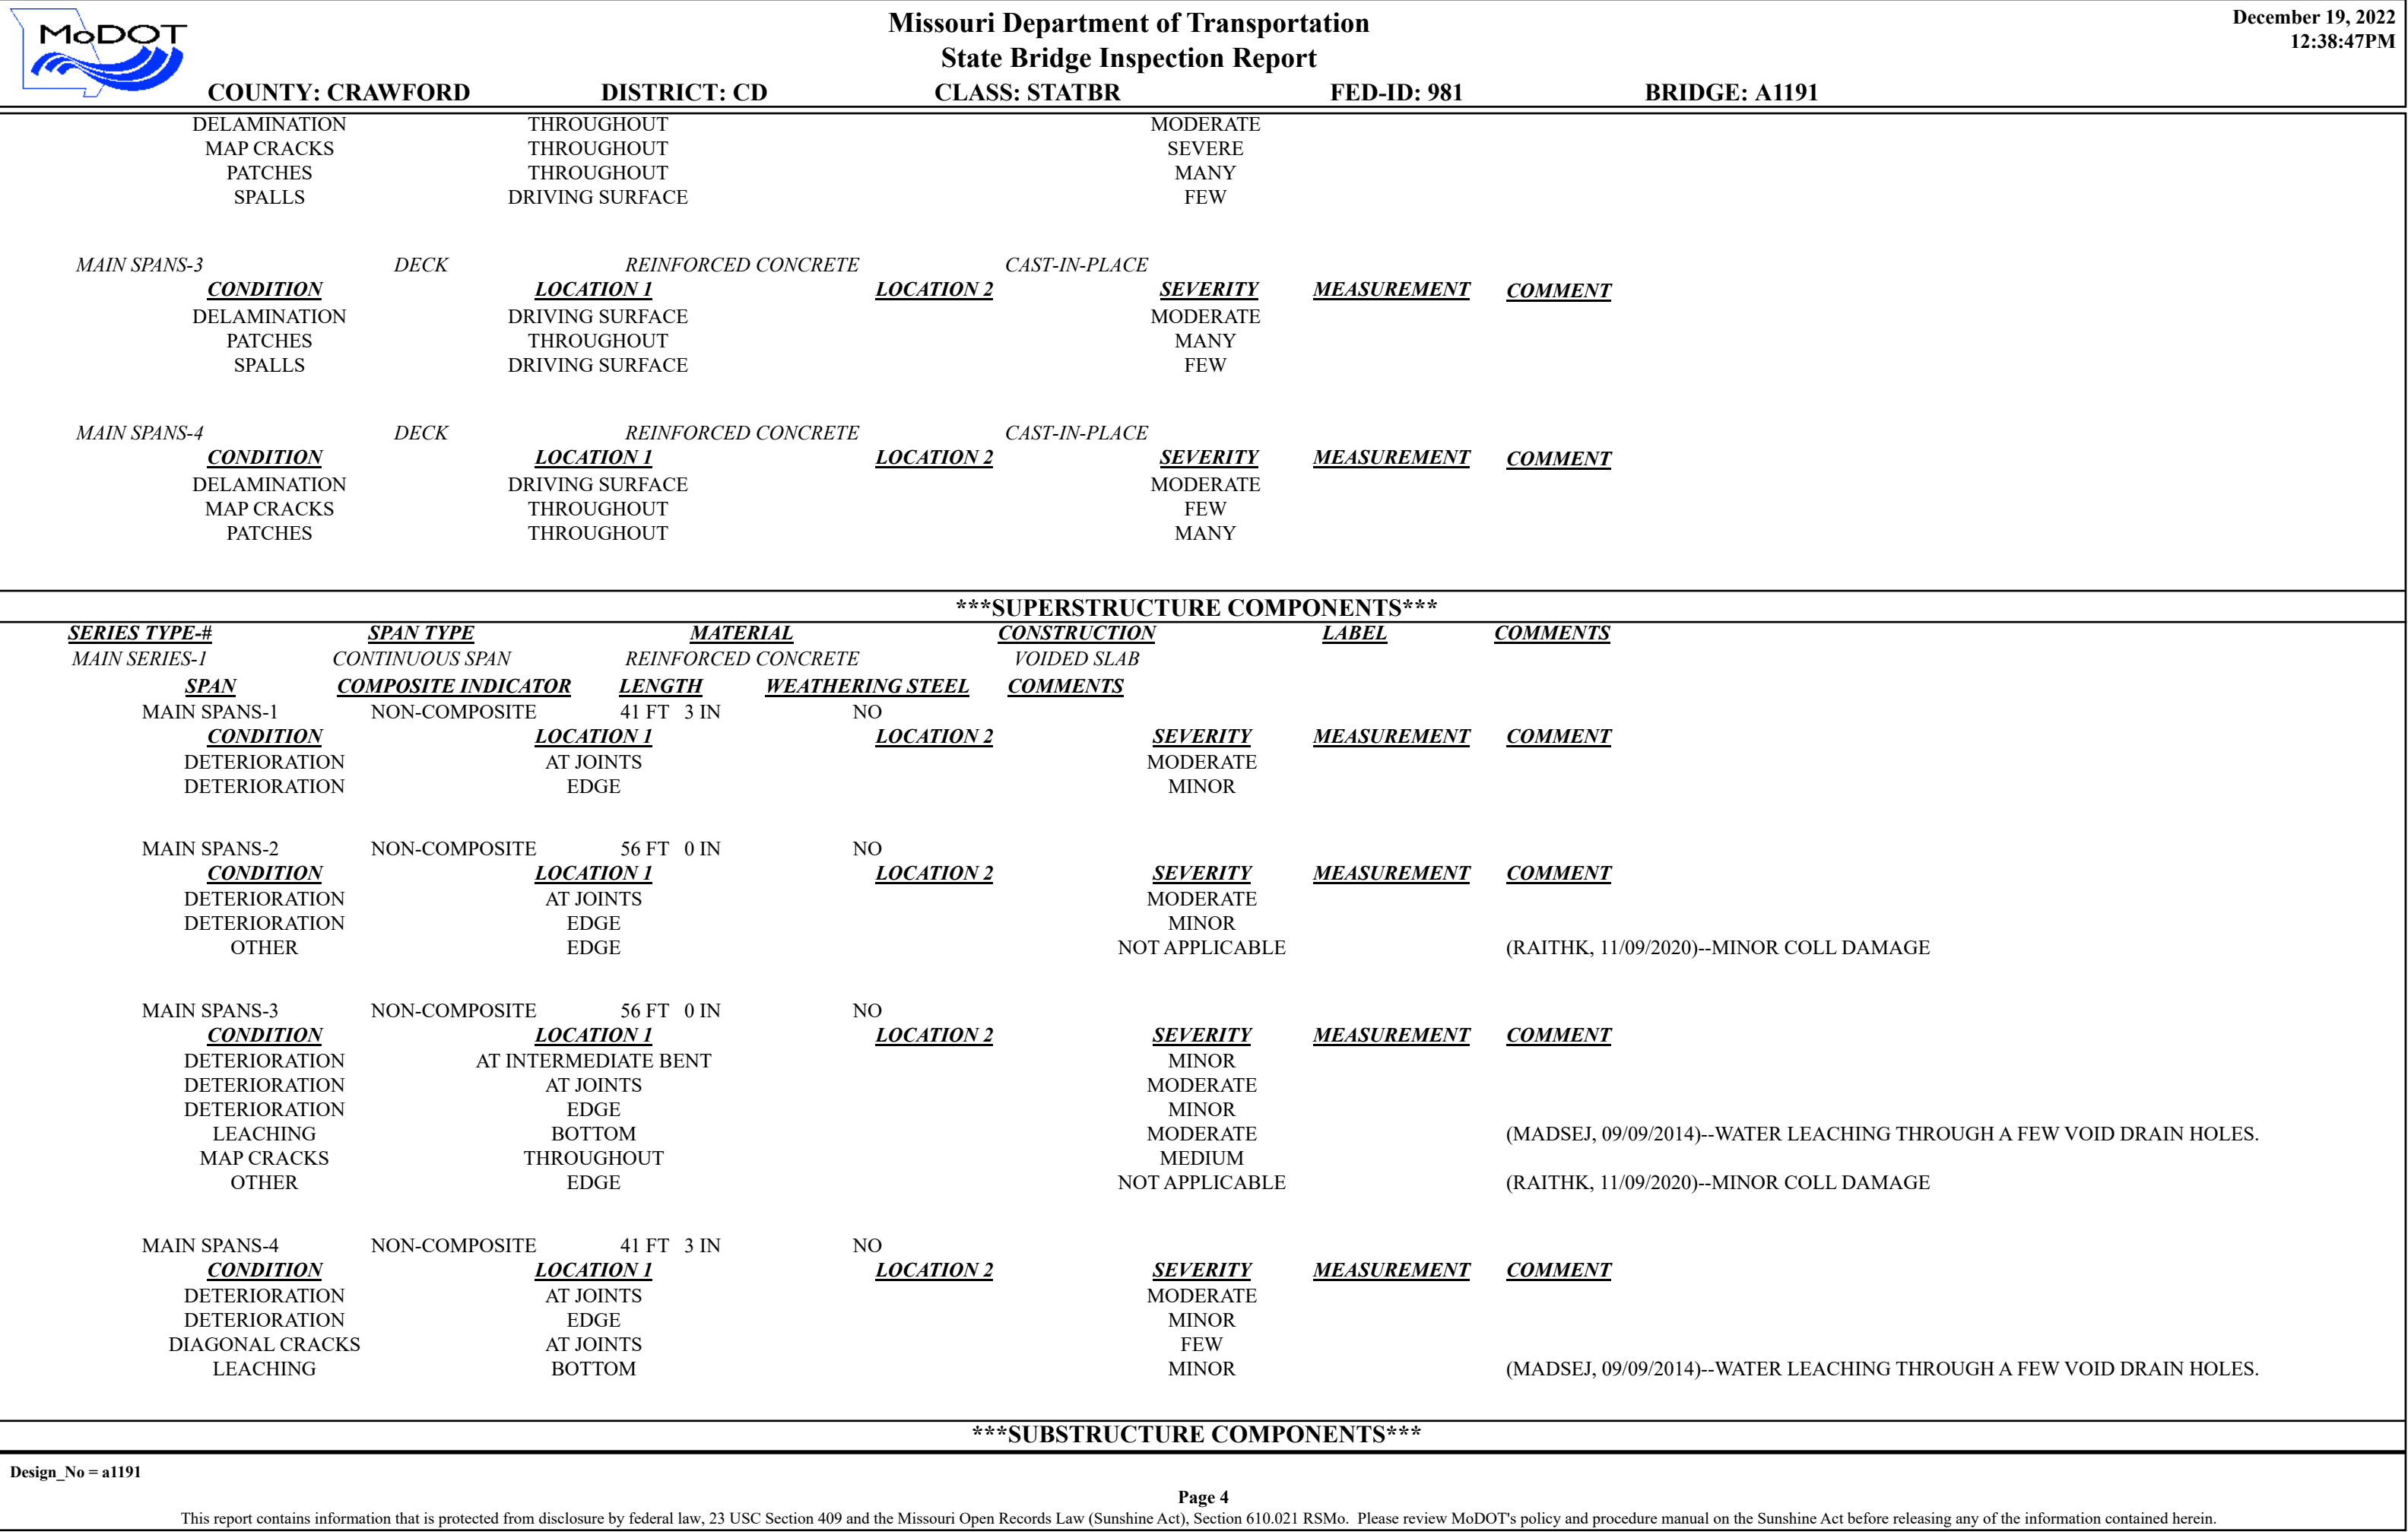 MoDOT
Missouri Department of Transportation
State Bridge Inspection Report
December 19, 2022
12:38:47PM
COUNTY: CRAWFORD DISTRICT: CD CLASS: STATBR FED-ID: 981 BRIDGE: A1191
DELAMINATION THROUGHOUT MODERATE
MAP CRACKS THROUGHOUT SEVERE
PATCHES THROUGHOUT MANY
SPALLS DRIVING SURFACE FEW
MAIN SPANS-3 DECK REINFORCED CONCRETE CAST-IN-PLACE
CONDITION LOCATION 1 LOCATION 2 SEVERITY MEASUREMENT COMMENT
DELAMINATION DRIVING SURFACE MODERATE
PATCHES THROUGHOUT MANY
SPALLS DRIVING SURFACE FEW
MAIN SPANS-4 DECK REINFORCED CONCRETE CAST-IN-PLACE
CONDITION LOCATION 1 LOCATION 2 SEVERITY MEASUREMENT COMMENT
DELAMINATION DRIVING SURFACE MODERATE
MAP CRACKS THROUGHOUT FEW
PATCHES THROUGHOUT MANY
***SUPERSTRUCTURE COMPONENTS***
SERIES TYPE-# SPAN TYPE MATERIAL CONSTRUCTION LABEL COMMENTS
MAIN SERIES-1 CONTINUOUS SPAN REINFORCED CONCRETE VOIDED SLAB
SPAN COMPOSITE INDICATOR LENGTH WEATHERING STEEL COMMENTS
MAIN SPANS-1 NON-COMPOSITE 41 FT 3 IN NO
CONDITION LOCATION 1 LOCATION 2 SEVERITY MEASUREMENT COMMENT
DETERIORATION AT JOINTS MODERATE
DETERIORATION EDGE MINOR
MAIN SPANS-2 NON-COMPOSITE 56 FT 0 IN NO
CONDITION LOCATION 1 LOCATION 2 SEVERITY MEASUREMENT COMMENT
DETERIORATION AT JOINTS MODERATE
DETERIORATION EDGE MINOR
OTHER EDGE NOT APPLICABLE (RAITHK, 11/09/2020)--MINOR COLL DAMAGE
MAIN SPANS-3 NON-COMPOSITE 56 FT 0 IN NO
CONDITION LOCATION 1 LOCATION 2 SEVERITY MEASUREMENT COMMENT
DETERIORATION AT INTERMEDIATE BENT MINOR
DETERIORATION AT JOINTS MODERATE
DETERIORATION EDGE MINOR
LEACHING BOTTOM MODERATE (MADSEJ, 09/09/2014)--WATER LEACHING THROUGH A FEW VOID DRAIN HOLES.
MAP CRACKS THROUGHOUT MEDIUM
OTHER EDGE NOT APPLICABLE (RAITHK, 11/09/2020)--MINOR COLL DAMAGE
MAIN SPANS-4 NON-COMPOSITE 41 FT 3 IN NO
CONDITION LOCATION 1 LOCATION 2 SEVERITY MEASUREMENT COMMENT
DETERIORATION AT JOINTS MODERATE
DETERIORATION EDGE MINOR
DIAGONAL CRACKS AT JOINTS FEW
LEACHING BOTTOM MINOR (MADSEJ, 09/09/2014)--WATER LEACHING THROUGH A FEW VOID DRAIN HOLES.
***SUBSTRUCTURE COMPONENTS***
Design_No = a1191
Page 4
This report contains information that is protected from disclosure by federal law, 23 USC Section 409 and the Missouri Open Records Law (Sunshine Act), Section 610.021 RSMo. Please review MoDOT's policy and procedure manual on the Sunshine Act before releasing any of the information contained herein.